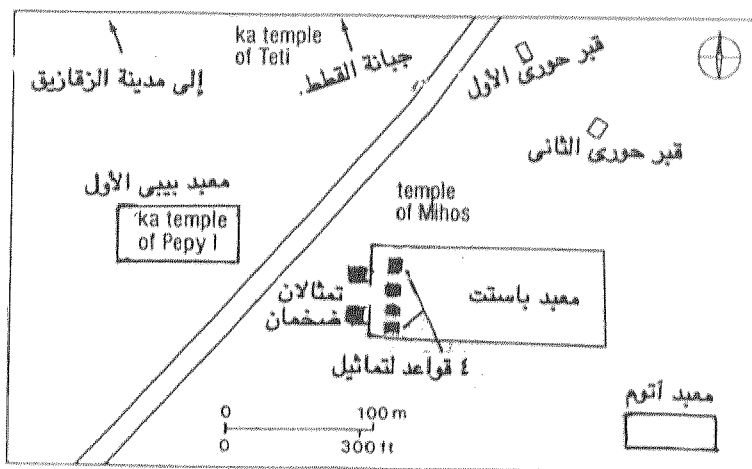 ka temple
of Teti
إلى مدينة الزقازيق
جبانة القطط
قبر حورى الأول
قبر حورى الثانى
معبد بيبى الأول
ka temple
of Pepy I
temple
of Mihos
تمثالان
ضخمان
معبد باستت
٤ قواعد لتماثيل
معبد آتوم
0 100 m
0 300 ft